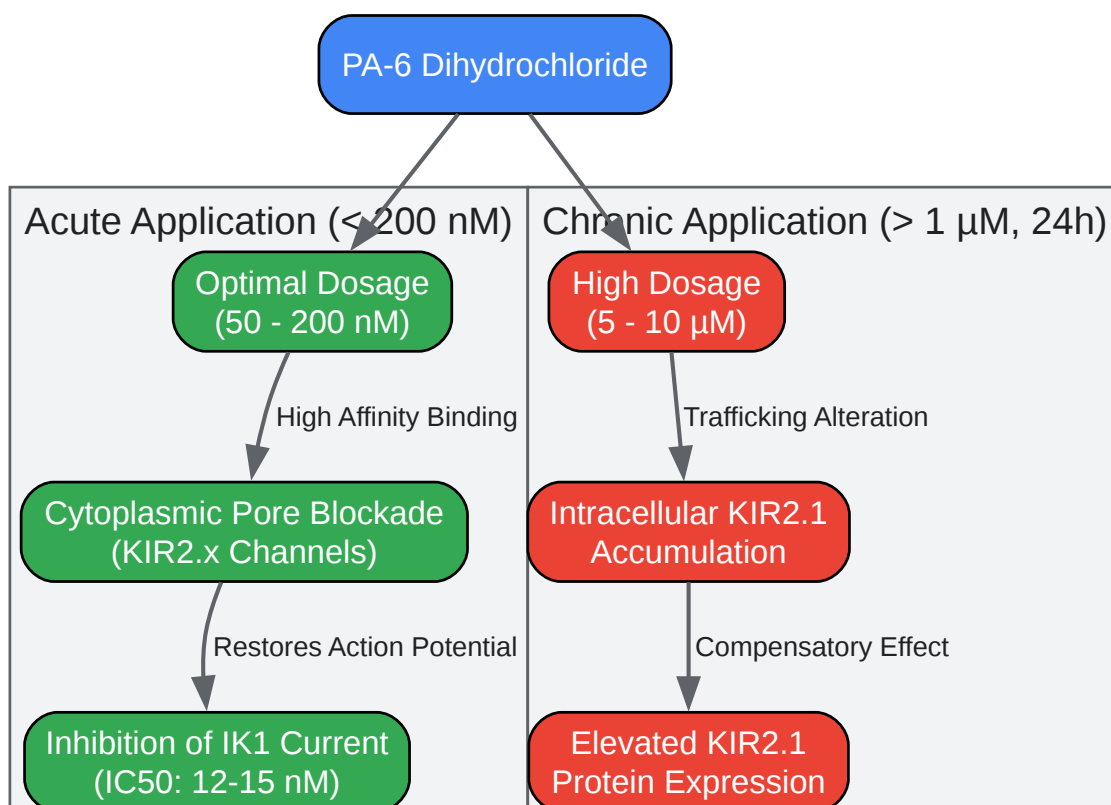 PA-6 Dihydrochloride
Acute Application (< 200 nM)
Optimal Dosage
(50 - 200 nM)
High Affinity Binding
Cytoplasmic Pore Blockade
(KIR2.x Channels)
Restores Action Potential
Inhibition of IK1 Current
(IC50: 12-15 nM)
Chronic Application (> 1 µM, 24h)
High Dosage
(5 - 10 µM)
Trafficking Alteration
Intracellular KIR2.1
Accumulation
Compensatory Effect
Elevated KIR2.1
Protein Expression